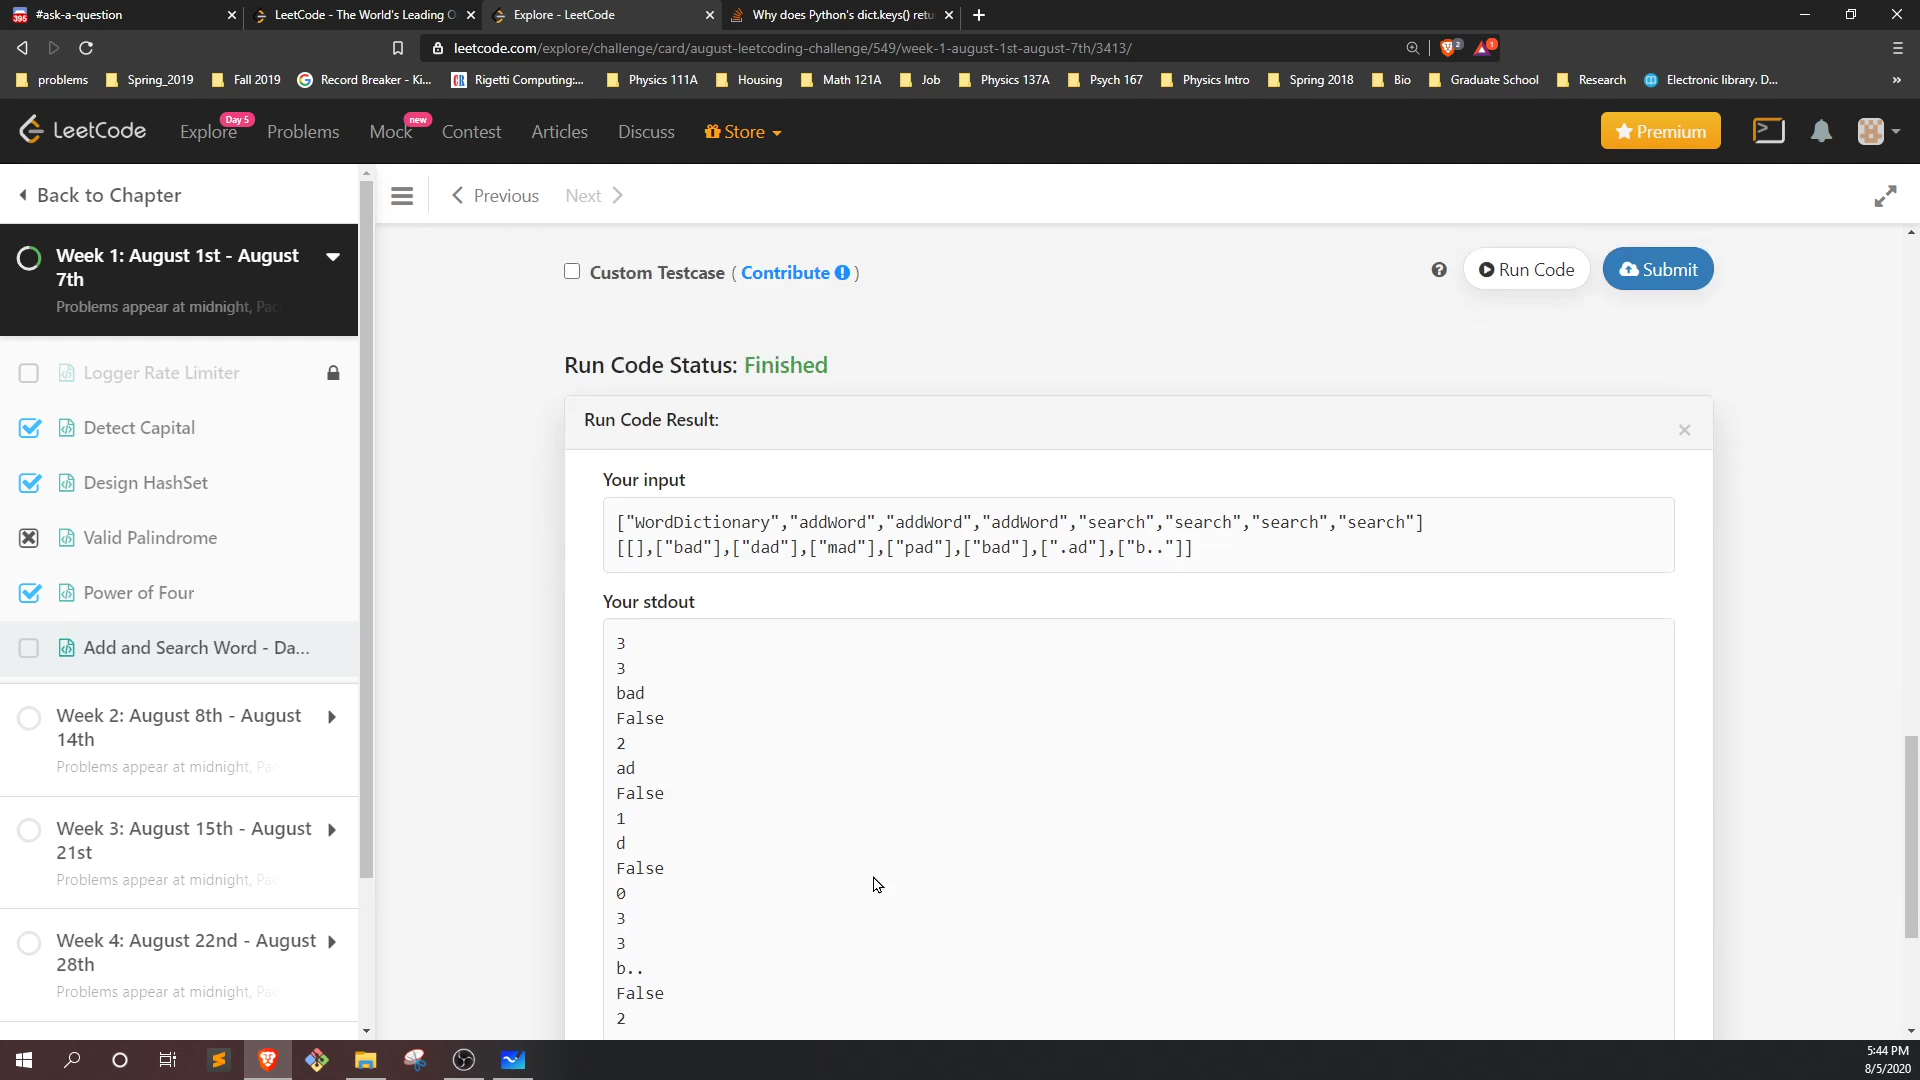 #ask-a-question
LeetCode - The World's Leading O
Explore - LeetCode
Why does Python's dict.keys() retu
leetcode.com/explore/challenge/card/august-leetcoding-challenge/549/week-1-august-1st-august-7th/3413/
problems
Spring_2019
Fall 2019
Record Breaker - Ki...
Rigetti Computing:...
Physics 111A
Housing
Math 121A
Job
Physics 137A
Psych 167
Physics Intro
Spring 2018
Bio
Graduate School
Research
Electronic library. D...
LeetCode
Explore
Day 5
Problems
Mock
new
Contest
Articles
Discuss
Store
Premium
Back to Chapter
Previous
Next
Week 1: August 1st - August
7th
Problems appear at midnight, Pac
Logger Rate Limiter
Detect Capital
Design HashSet
Valid Palindrome
Power of Four
Add and Search Word - Da...
Week 2: August 8th - August
14th
Problems appear at midnight, Pac
Week 3: August 15th - August
21st
Problems appear at midnight, Pac
Week 4: August 22nd - August
28th
Problems appear at midnight, Pac
Custom Testcase ( Contribute )
Run Code
Submit
Run Code Status: Finished
Run Code Result:
Your input
["WordDictionary","addWord","addWord","addWord","search","search","search","search"]
[[],["bad"],["dad"],["mad"],["pad"],["bad"],[".ad"],["b.."]]
Your stdout
3
3
bad
False
2
ad
False
1
d
False
0
3
3
b..
False
2
5:44 PM
8/5/2020